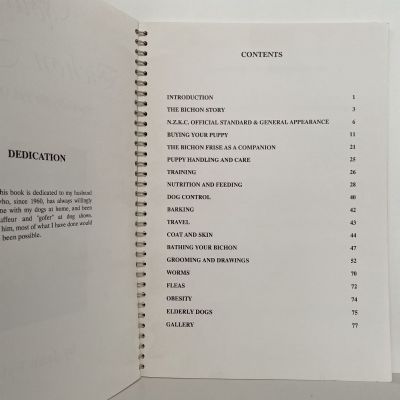 DEDICATION
his book is dedicated to my husband
who, since 1960, has always willingly
me with my dogs at home, and been
uffeur and "gofer" at dog shows.
him, most of what I have done would
been possible.
CONTENTS
INTRODUCTION 1
THE BICHON STORY 3
N.Z.K.C. OFFICIAL STANDARD & GENERAL APPEARANCE 6
BUYING YOUR PUPPY 11
THE BICHON FRISE AS A COMPANION 21
PUPPY HANDLING AND CARE 25
TRAINING 26
NUTRITION AND FEEDING 28
DOG CONTROL 40
BARKING 42
TRAVEL 43
COAT AND SKIN 44
BATHING YOUR BICHON 47
GROOMING AND DRAWINGS 52
WORMS 70
FLEAS 72
OBESITY 74
ELDERLY DOGS 75
GALLERY 77